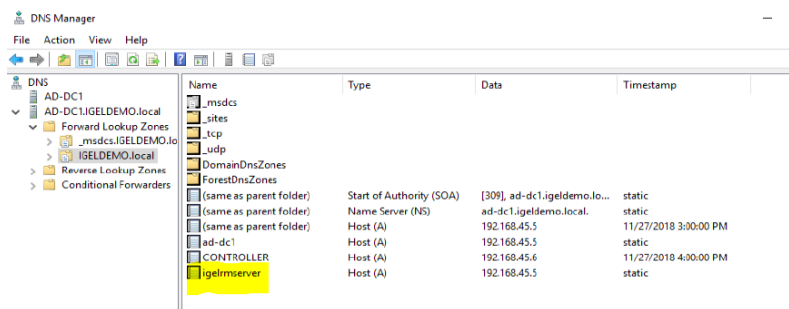 DNS Manager
File Action View Help
DNS
AD-DC1
AD-DC1.IGELDEMO.local
Forward Lookup Zones
_msdcs.IGELDEMO.lo
IGELDEMO.local
Reverse Lookup Zones
Conditional Forwarders
Name Type Data Timestamp
_msdcs
_sites
_tcp
_udp
DomainDnsZones
ForestDnsZones
(same as parent folder) Start of Authority (SOA) [309], ad-dc1.igeldemo.lo... static
(same as parent folder) Name Server (NS) ad-dc1.igeldemo.local. static
(same as parent folder) Host (A) 192.168.45.5 11/27/2018 3:00:00 PM
ad-dc1 Host (A) 192.168.45.5 static
CONTROLLER Host (A) 192.168.45.6 11/27/2018 4:00:00 PM
igelrmserver Host (A) 192.168.45.5 static